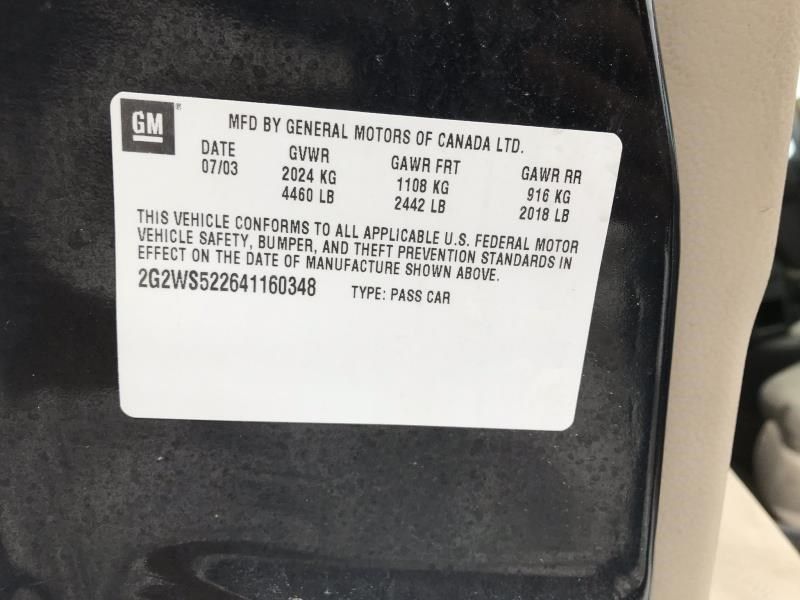 GM ®
MFD BY GENERAL MOTORS OF CANADA LTD.
DATE GVWR GAWR FRT GAWR RR
07/03 2024 KG 1108 KG 916 KG
4460 LB 2442 LB 2018 LB
THIS VEHICLE CONFORMS TO ALL APPLICABLE U.S. FEDERAL MOTOR
VEHICLE SAFETY, BUMPER, AND THEFT PREVENTION STANDARDS IN
EFFECT ON THE DATE OF MANUFACTURE SHOWN ABOVE.
2G2WS522641160348 TYPE: PASS CAR